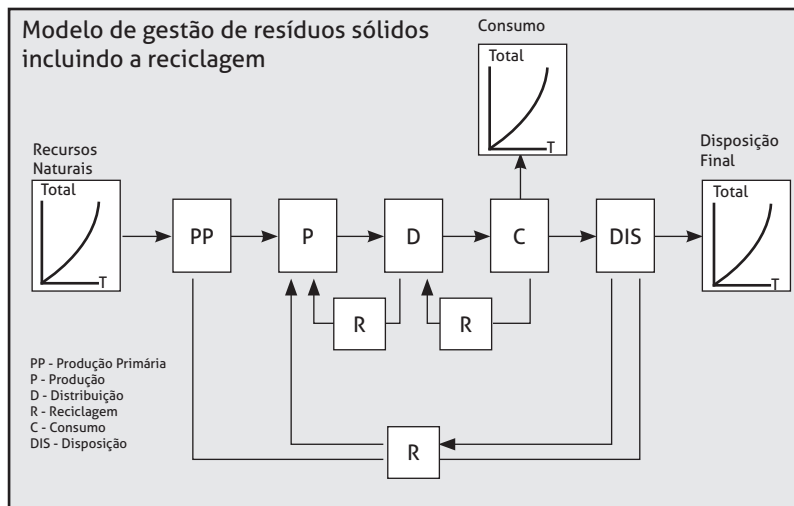 Modelo de gestão de resíduos sólidos
incluindo a reciclagem
Consumo
Total
T
Recursos
Naturais
Total
T
Disposição
Final
Total
T
PP
P
D
C
DIS
R
R
PP - Produção Primária
P - Produção
D - Distribuição
R - Reciclagem
C - Consumo
DIS - Disposição
R